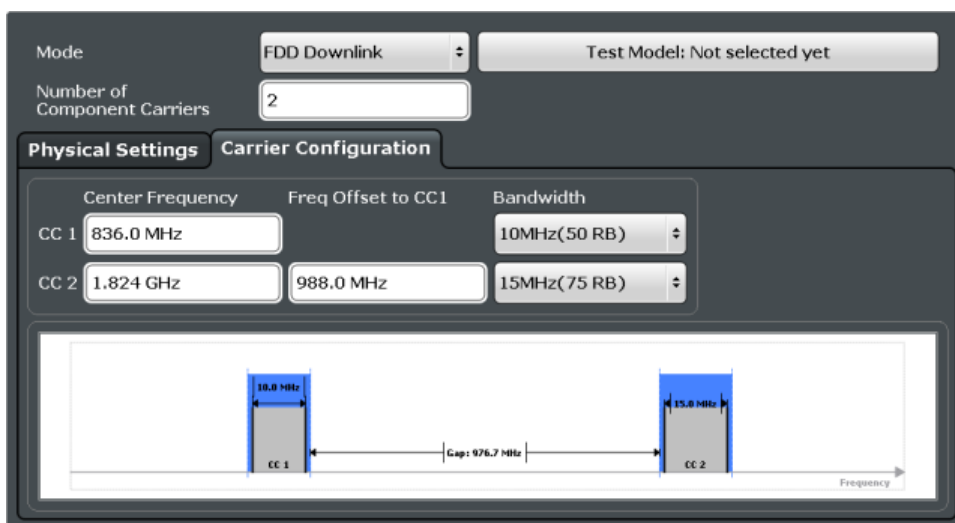 Mode FDD Downlink Test Model: Not selected yet
Number of
Component Carriers 2
Physical Settings Carrier Configuration
Center Frequency Freq Offset to CC1 Bandwidth
CC 1 836.0 MHz 10MHz(50 RB)
CC 2 1.824 GHz 988.0 MHz 15MHz(75 RB)
10.0 MHz
15.0 MHz
Gap: 976.7 MHz
CC 1
CC 2
Frequency